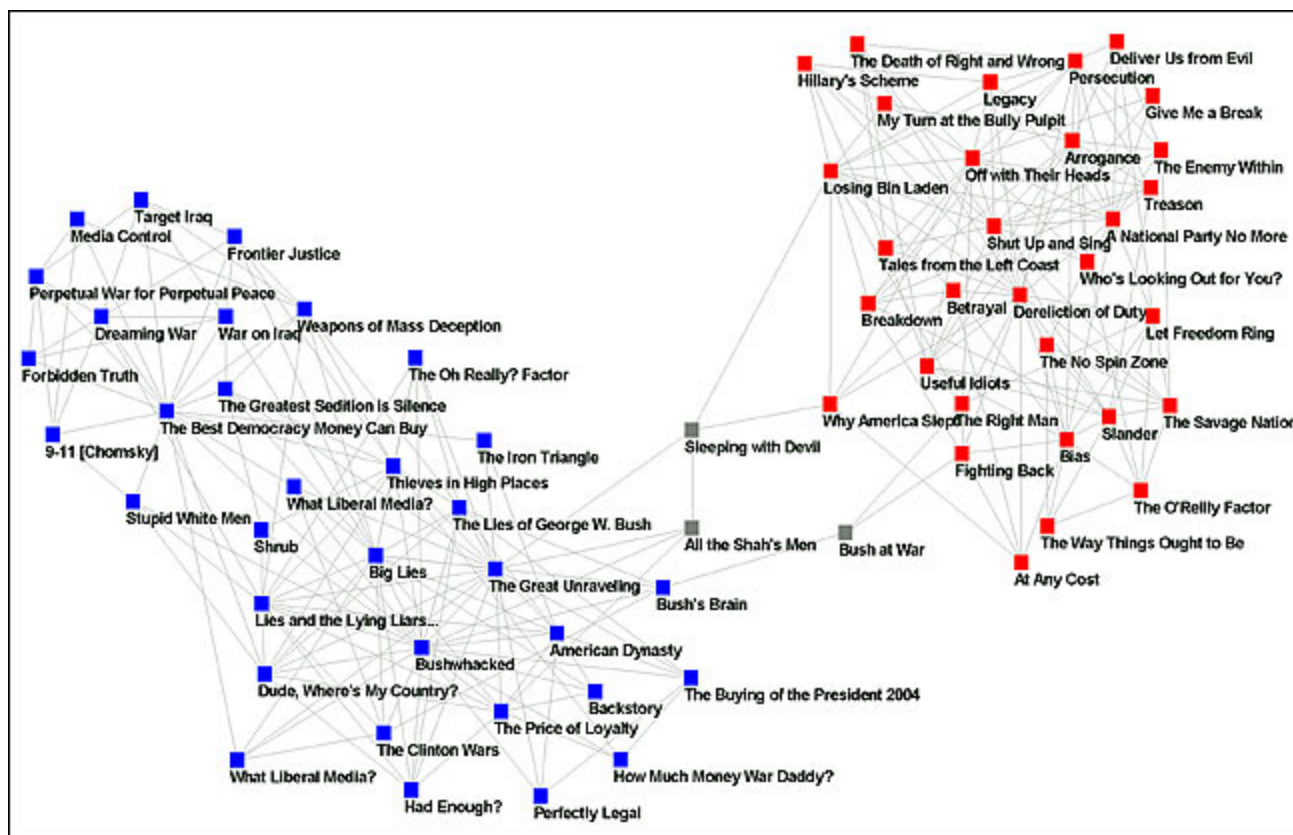 The Death of Right and Wrong
Deliver Us from Evil
Hillary's Scheme
Persecution
Legacy
My Turn at the Bully Pulpit
Give Me a Break
Arrogance
The Enemy Within
Off with Their Heads
Losing Bin Laden
Treason
Target Iraq
Media Control
Shut Up and Sing
A National Party No More
Frontier Justice
Tales from the Left Coast
Who's Looking Out for You?
Perpetual War for Perpetual Peace
Betrayal
Dereliction of Duty
Breakdown
Weapons of Mass Deception
Dreaming War
War on Iraq
Let Freedom Ring
The No Spin Zone
Forbidden Truth
The Oh Really? Factor
Useful Idiots
The Greatest Sedition Is Silence
The Best Democracy Money Can Buy
Why America Slept
The Right Man
Slander
The Savage Nation
9-11 [Chomsky]
Sleeping with Devil
Bias
The Iron Triangle
Fighting Back
Thieves in High Places
What Liberal Media?
The O'Reilly Factor
Stupid White Men
The Lies of George W. Bush
All the Shah's Men
Bush at War
The Way Things Ought to Be
Shrub
Big Lies
The Great Unraveling
At Any Cost
Bush's Brain
Lies and the Lying Liars...
American Dynasty
Bushwhacked
Dude, Where's My Country?
The Buying of the President 2004
Backstory
The Price of Loyalty
The Clinton Wars
What Liberal Media?
How Much Money War Daddy?
Had Enough?
Perfectly Legal